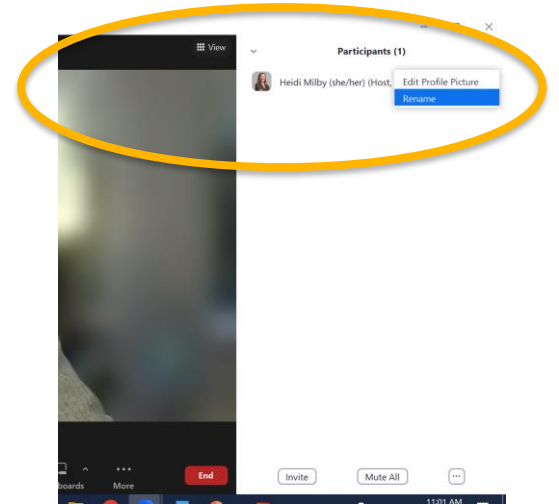 View
Participants (1)
Heidi Milby (she/her) (Host,
Edit Profile Picture
Rename
boards
More
End
Invite
Mute All
11:01 AM